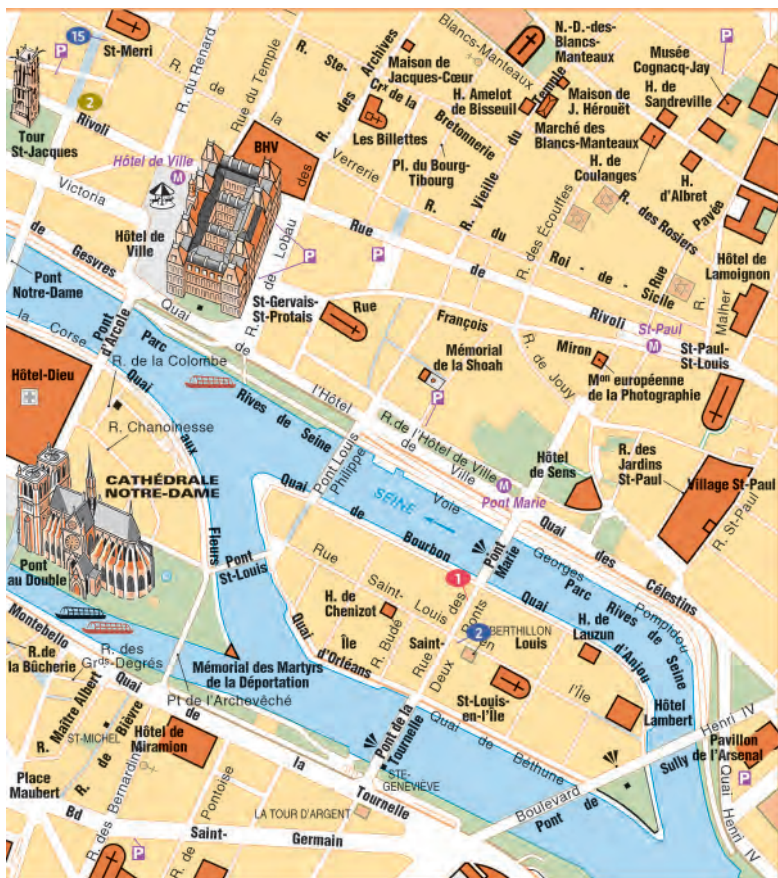 15
P
St-Merri
2
Tour
St-Jacques
Rivoli
R. du Renard
R. de la
Verrerie
Rue du Temple
R. des Archives
R. Ste-
Crx de la
Bretonnerie
Maison de
Jacques-Cœur
Blancs-Manteaux
N.-D.-des-
Blancs-
Manteaux
Musée
Cognacq-Jay
P
H. Amelot
de Bisseuil
Maison de
J. Hérouët
H. de
Sandreville
Les Billettes
BHV
Marché des
Blancs-Manteaux
Pl. du Bourg-
Tibourg
R. Vieille du Temple
H. de
Coulanges
H.
d'Albret
R. des Écouffes
R. des Rosiers
Pavée
Hôtel de Ville
M
Victoria
Hôtel de
Ville
de
Gesvres
R. de Lobau
P
P
Rue de Rivoli
R. du Roi-de-Sicile
Rue
R.
Malher
Hôtel de
Lamoignon
Pont
Notre-Dame
la Corse
Pont d'Arcole
St-Gervais-
St-Protais
Rue François Miron
St-Paul
M
St-Paul-
St-Louis
Quai de l'Hôtel de Ville
Parc Rives de Seine
R. de la Colombe
Hôtel-Dieu
R. Chanoinesse
Mémorial
de la Shoah
P
R. de Jouy
Mon européenne
de la Photographie
R. de l'Hôtel de Ville
Pont Louis
Philippe
Quai aux Fleurs
CATHÉDRALE
NOTRE-DAME
SEINE
Voie Georges Pompidou
M
Pont Marie
Hôtel
de Sens
R. des
Jardins
St-Paul
Village St-Paul
R. St-Paul
Quai des Célestins
Quai de Bourbon
Pont
Marie
Parc Rives de Seine
Pont
au Double
Pont
St-Louis
1
Rue Saint-Louis en l'Île
H. de
Chenizot
Île
Saint-
Louis
R. Budé
Rue des Deux Ponts
2
BERTHILLON
Quai d'Anjou
H. de
Lauzun
Quai d'Orléans
Montebello
R. de
la Bûcherie
R. des
Grds-Degrés
Mémorial des Martyrs
de la Déportation
Pt de l'Archevêché
St-Louis-
en-l'Île
Hôtel
Lambert
Quai de Béthune
R. Maître Albert
Quai de la Tournelle
ST-MICHEL
R. de Bièvre
Hôtel de
Miramion
Pont de la
Tournelle
STE-
GENEVIÈVE
Henri IV
Pavillon
de l'Arsenal
P
Place
Maubert
Bd
Saint-
Germain
R. des Bernardins
R. de Pontoise
LA TOUR D'ARGENT
Boulevard
Pont de Sully
Quai Henri IV
P